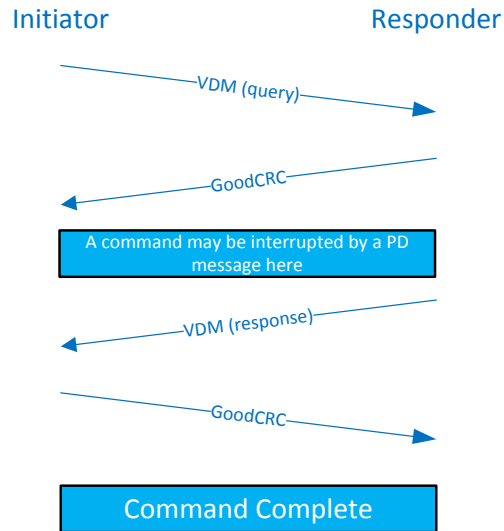 Initiator
Responder
VDM (query)
GoodCRC
A command may be interrupted by a PD
message here
VDM (response)
GoodCRC
Command Complete